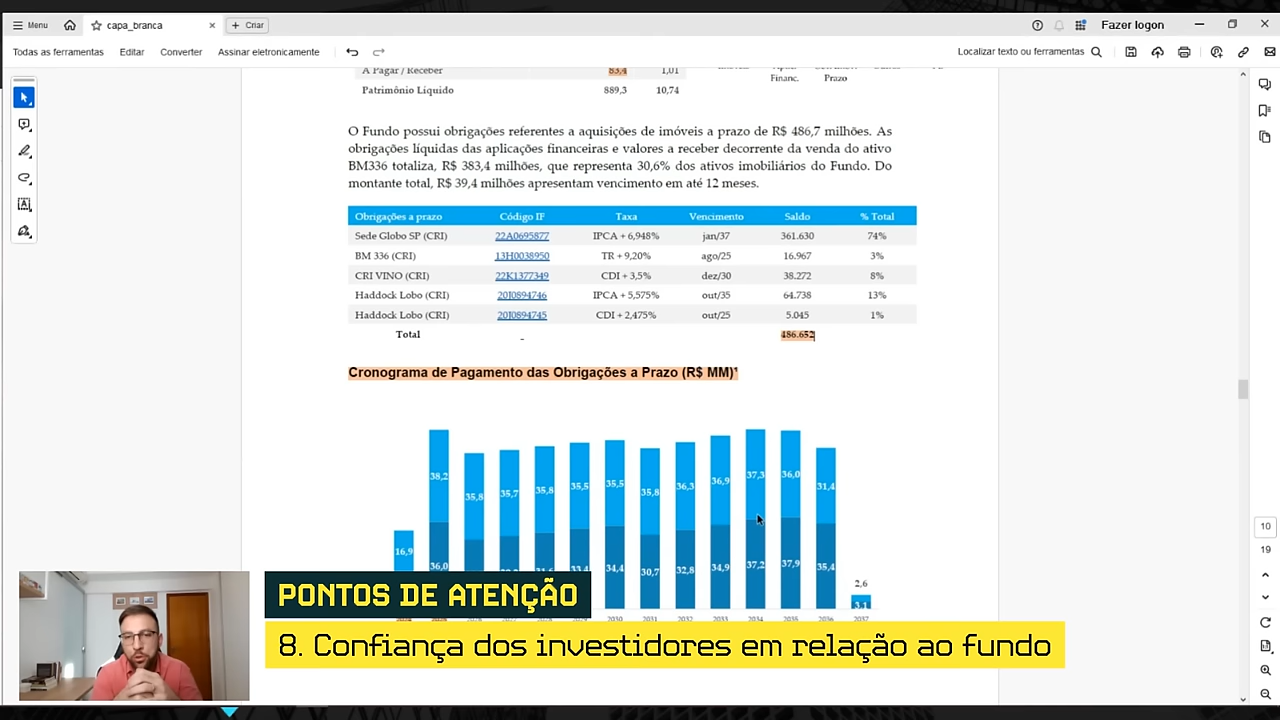 Menu
capa_branca
Criar
Fazer logon
Todas as ferramentas
Editar
Converter
Assinar eletronicamente
Localizar texto ou ferramentas
A Pagar / Receber 83,4 1,01
Financ. Prazo
Patrimônio Líquido 889,3 10,74
O Fundo possui obrigações referentes a aquisições de imóveis a prazo de R$ 486,7 milhões. As
obrigações líquidas das aplicações financeiras e valores a receber decorrente da venda do ativo
BM336 totaliza, R$ 383,4 milhões, que representa 30,6% dos ativos imobiliários do Fundo. Do
montante total, R$ 39,4 milhões apresentam vencimento em até 12 meses.
Obrigações a prazo Código IF Taxa Vencimento Saldo % Total
Sede Globo SP (CRI) 22A0695877 IPCA + 6,948% jan/37 361.630 74%
BM 336 (CRI) 13H0038950 TR + 9,20% ago/25 16.967 3%
CRI VINO (CRI) 22K1377349 CDI + 3,5% dez/30 38.272 8%
Haddock Lobo (CRI) 20J0894746 IPCA + 5,575% out/35 64.738 13%
Haddock Lobo (CRI) 20J0894745 CDI + 2,475% out/25 5.045 1%
Total - 486.652
Cronograma de Pagamento das Obrigações a Prazo (R$ MM)¹
38,2 35,8 35,7 35,8 35,5 35,5 35,8 36,3 36,9 37,3 36,0 31,4
16,9 36,0 34,4 30,7 32,8 34,9 37,2 37,9 35,4 2,6
3,1
2030 2031 2032 2033 2034 2035 2036 2037
10
19
PONTOS DE ATENÇÃO
8. Confiança dos investidores em relação ao fundo